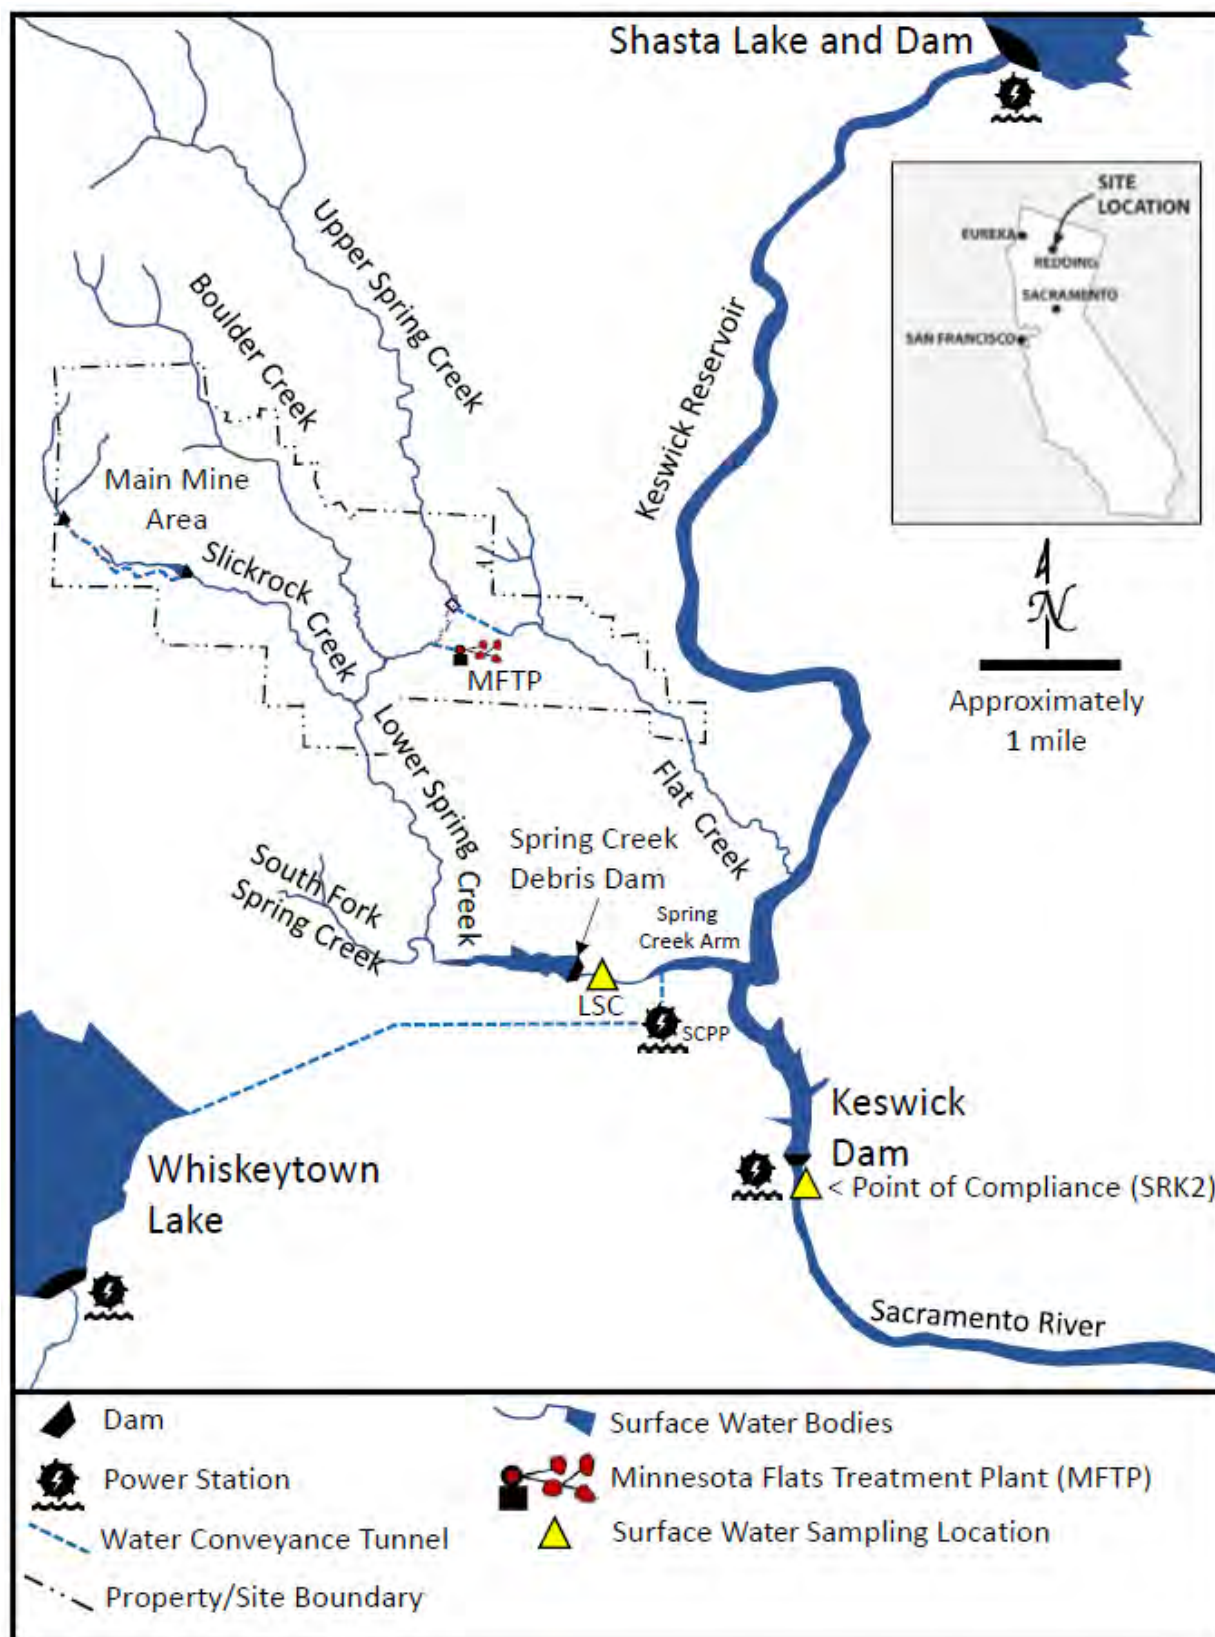 Shasta Lake and Dam
SITE
LOCATION
EUREKA
REDDING
SACRAMENTO
SAN FRANCISCO
Upper Spring Creek
Boulder Creek
Keswick Reservoir
Main Mine
Area
Slickrock Creek
N
MFTP
Approximately
1 mile
Lower Spring Creek
Flat Creek
Spring Creek
Debris Dam
South Fork
Spring Creek
Spring
Creek Arm
LSC
SCPP
Keswick
Dam
< Point of Compliance (SRK2)
Whiskeytown
Lake
Sacramento River
Dam
Surface Water Bodies
Power Station
Minnesota Flats Treatment Plant (MFTP)
Water Conveyance Tunnel
Surface Water Sampling Location
Property/Site Boundary